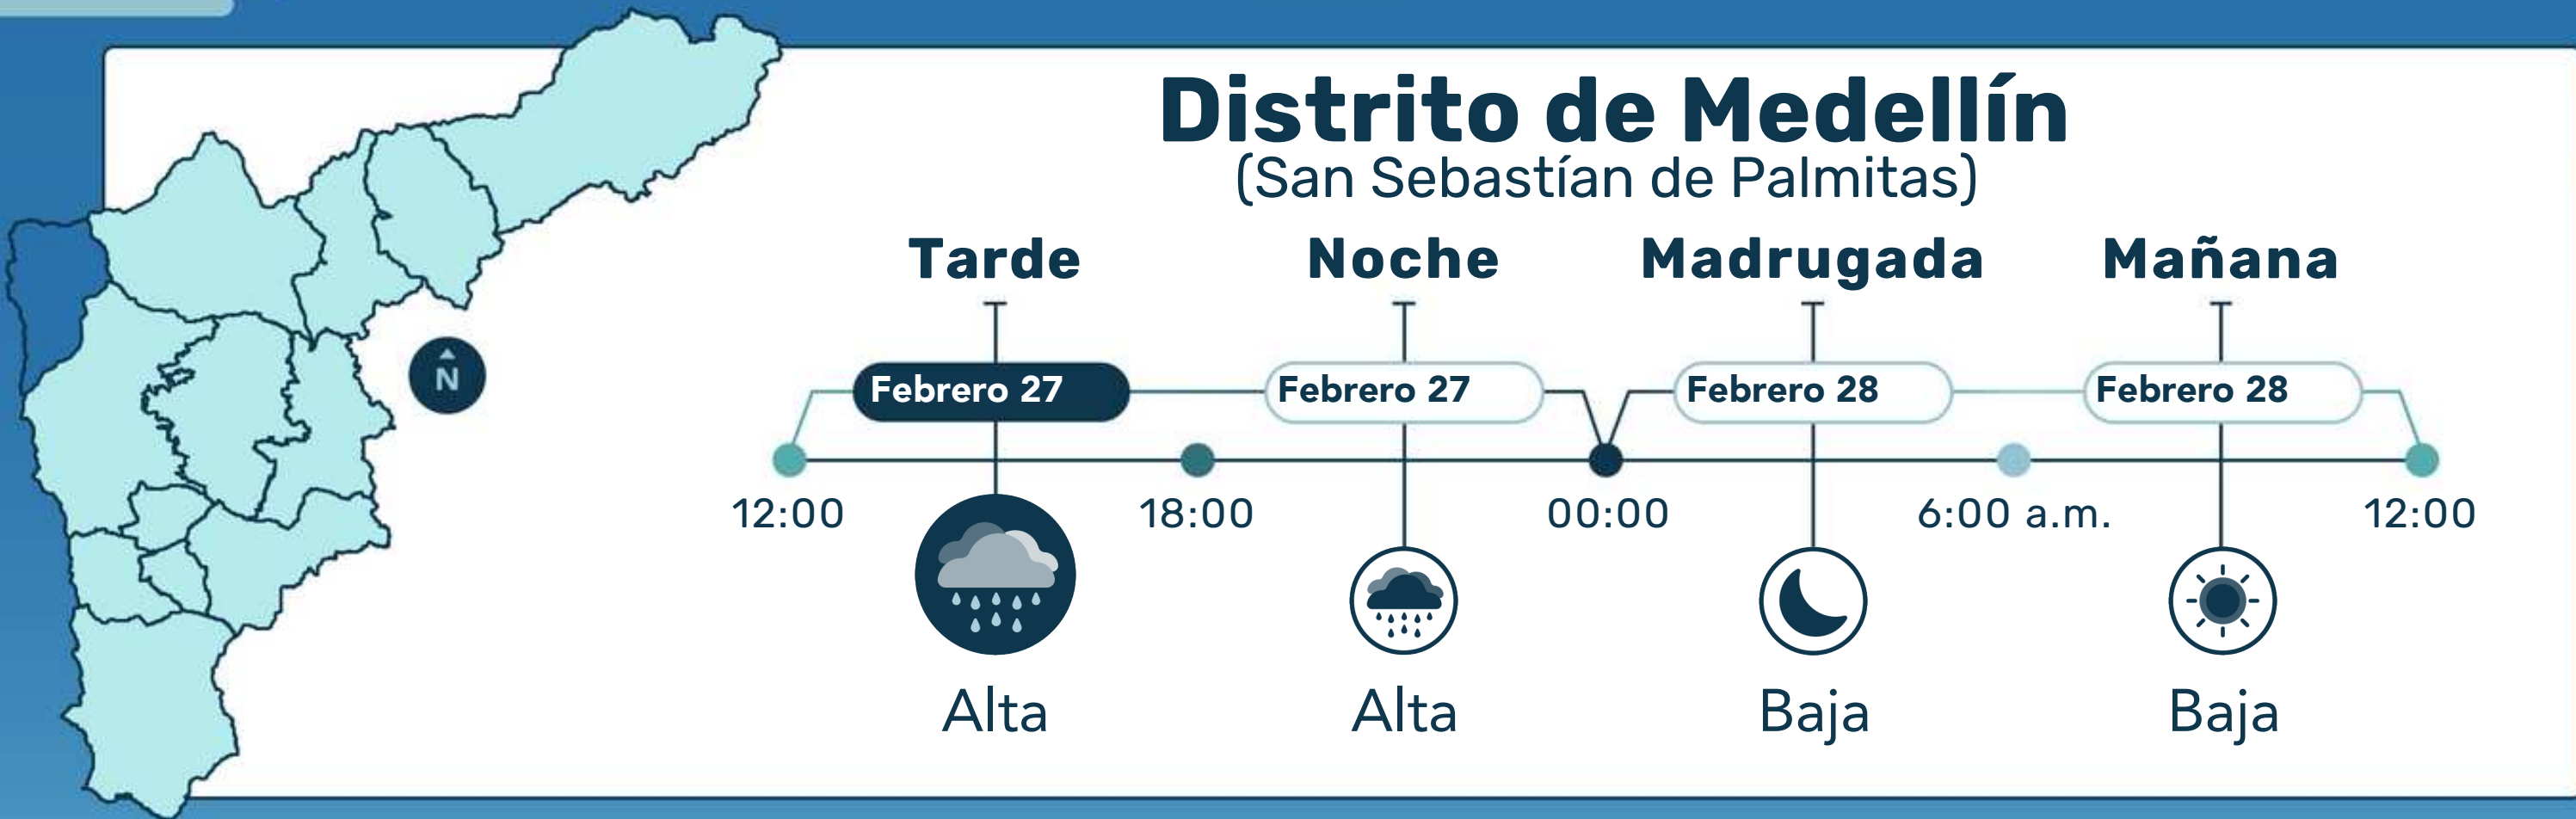 Distrito de Medellín
(San Sebastían de Palmitas)
Tarde Noche Madrugada Mañana
Febrero 27 Febrero 27 Febrero 28 Febrero 28
N
12:00 18:00 00:00 6:00 a.m. 12:00
Alta Alta Baja Baja